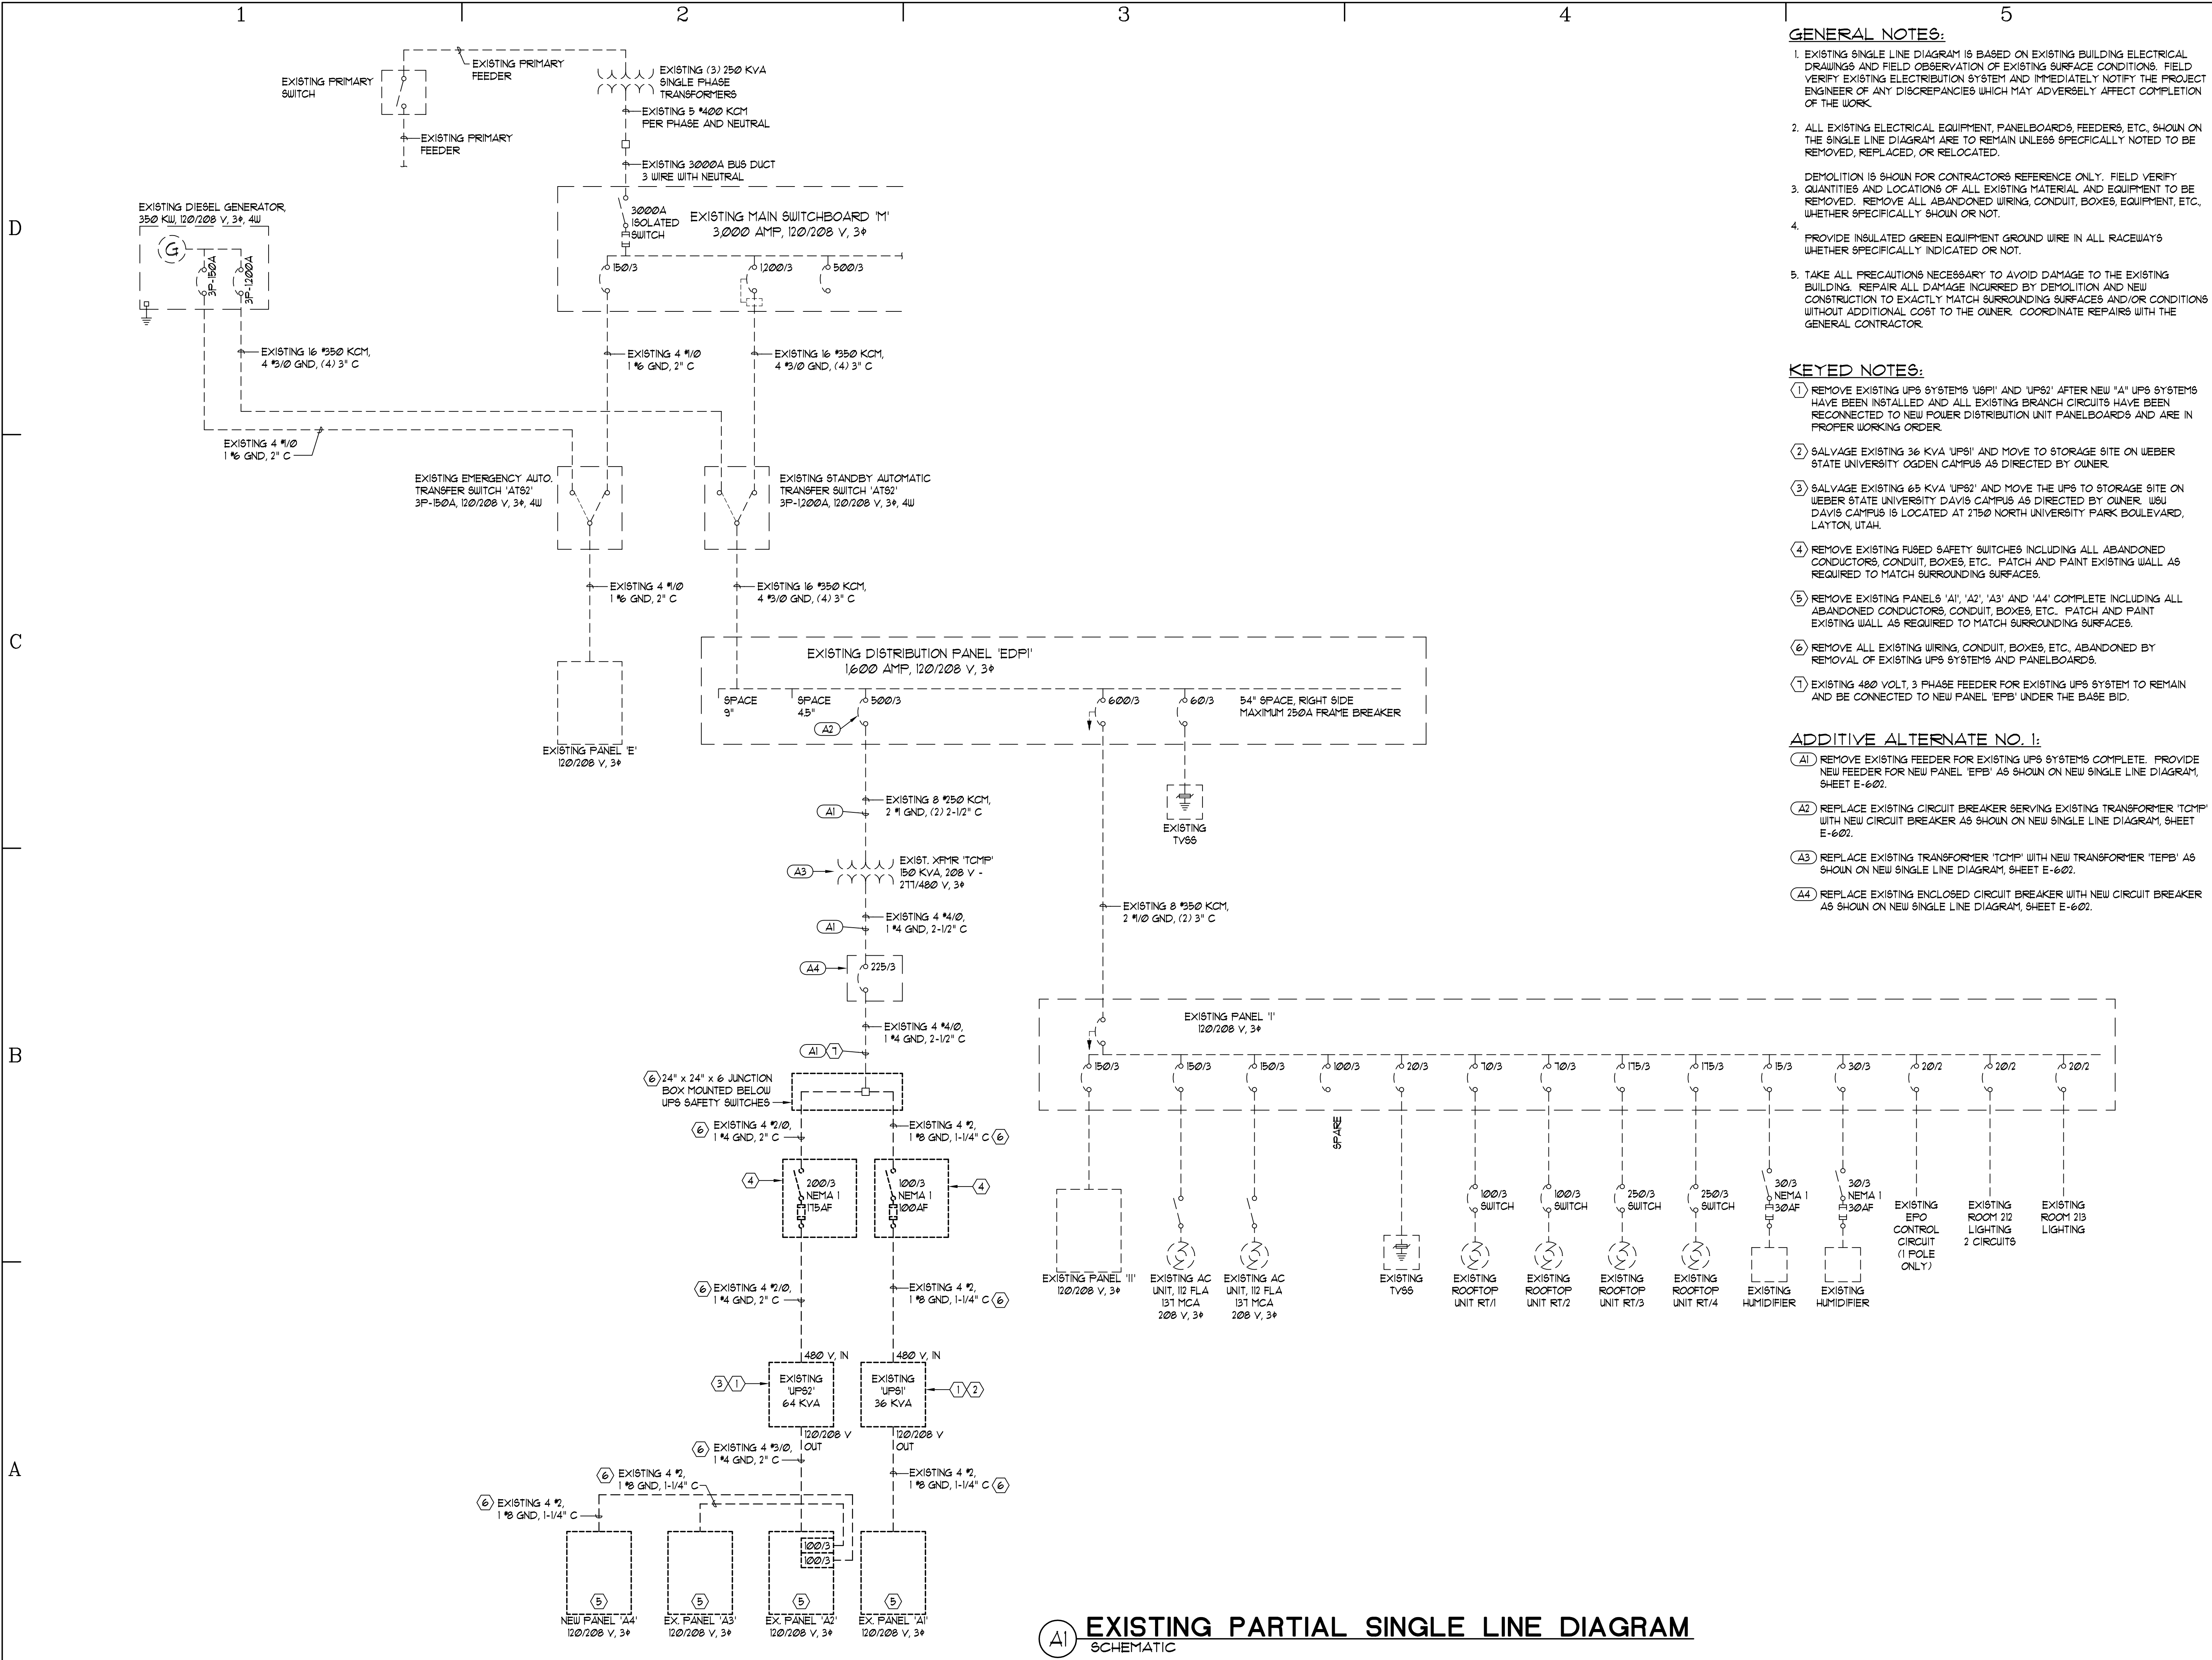 1
2
3
4
5
D
C
B
A
EXISTING PRIMARY
SWITCH
EXISTING PRIMARY
FEEDER
EXISTING PRIMARY
FEEDER
EXISTING (3) 250 KVA
SINGLE PHASE
TRANSFORMERS
EXISTING 5 #400 KCM
PER PHASE AND NEUTRAL
EXISTING 3000A BUS DUCT
3 WIRE WITH NEUTRAL
3000A
ISOLATED
SWITCH
EXISTING MAIN SWITCHBOARD 'M'
3,000 AMP, 120/208 V, 3ϕ
150/3
1,200/3
500/3
EXISTING DIESEL GENERATOR,
350 KW, 120/208 V, 3ϕ, 4W
G
3P-150A
3P-1,200A
EXISTING 16 #350 KCM,
4 #3/0 GND, (4) 3" C
EXISTING 4 #1/0
1 #6 GND, 2" C
EXISTING 16 #350 KCM,
4 #3/0 GND, (4) 3" C
EXISTING 4 #1/0
1 #6 GND, 2" C
EXISTING EMERGENCY AUTO.
TRANSFER SWITCH 'ATS2'
3P-150A, 120/208 V, 3ϕ, 4W
EXISTING STANDBY AUTOMATIC
TRANSFER SWITCH 'ATS2'
3P-1,200A, 120/208 V, 3ϕ, 4W
EXISTING 4 #1/0
1 #6 GND, 2" C
EXISTING 16 #350 KCM,
4 #3/0 GND, (4) 3" C
EXISTING PANEL 'E'
120/208 V, 3ϕ
EXISTING DISTRIBUTION PANEL 'EDP1'
1,600 AMP, 120/208 V, 3ϕ
SPACE
9"
SPACE
4.5"
500/3
A2
600/3
60/3
54" SPACE, RIGHT SIDE
MAXIMUM 250A FRAME BREAKER
EXISTING
TVSS
EXISTING 8 #250 KCM,
2 #1 GND, (2) 2-1/2" C
A1
A3
EXIST. XFMR 'TCMP'
150 KVA, 208 V -
277/480 V, 3ϕ
EXISTING 4 #4/0,
1 #4 GND, 2-1/2" C
A1
A4
225/3
EXISTING 4 #4/0,
1 #4 GND, 2-1/2" C
A1 7
EXISTING 8 #350 KCM,
2 #1/0 GND, (2) 3" C
6 24" x 24" x 6 JUNCTION
BOX MOUNTED BELOW
UPS SAFETY SWITCHES
6 EXISTING 4 #2/0,
1 #4 GND, 2" C
EXISTING 4 #2,
1 #8 GND, 1-1/4" C 6
4
200/3
NEMA 1
175AF
100/3
NEMA 1
100AF
4
6 EXISTING 4 #2/0,
1 #4 GND, 2" C
EXISTING 4 #2,
1 #8 GND, 1-1/4" C 6
480 V, IN
480 V, IN
3 1
EXISTING
'UPS2'
64 KVA
EXISTING
'UPS1'
36 KVA
1 2
120/208 V
OUT
120/208 V
OUT
6 EXISTING 4 #3/0,
1 #4 GND, 2" C
EXISTING 4 #2,
1 #8 GND, 1-1/4" C 6
6 EXISTING 4 #2,
1 #8 GND, 1-1/4" C
6 EXISTING 4 #2,
1 #8 GND, 1-1/4" C
100/3
100/3
5
5
5
5
NEW PANEL 'A4'
120/208 V, 3ϕ
EX. PANEL 'A3'
120/208 V, 3ϕ
EX. PANEL 'A2'
120/208 V, 3ϕ
EX. PANEL 'A1'
120/208 V, 3ϕ
EXISTING PANEL 'I'
120/208 V, 3ϕ
150/3
150/3
150/3
100/3
20/3
70/3
70/3
175/3
175/3
15/3
30/3
20/2
20/2
20/2
SPARE
100/3
SWITCH
100/3
SWITCH
250/3
SWITCH
250/3
SWITCH
30/3
NEMA 1
30AF
30/3
NEMA 1
30AF
EXISTING PANEL 'II'
120/208 V, 3ϕ
EXISTING AC
UNIT, 112 FLA
137 MCA
208 V, 3ϕ
EXISTING AC
UNIT, 112 FLA
137 MCA
208 V, 3ϕ
EXISTING
TVSS
EXISTING
ROOFTOP
UNIT RT/1
EXISTING
ROOFTOP
UNIT RT/2
EXISTING
ROOFTOP
UNIT RT/3
EXISTING
ROOFTOP
UNIT RT/4
EXISTING
HUMIDIFIER
EXISTING
HUMIDIFIER
EXISTING
EPO
CONTROL
CIRCUIT
(1 POLE
ONLY)
EXISTING
ROOM 212
LIGHTING
2 CIRCUITS
EXISTING
ROOM 213
LIGHTING
GENERAL NOTES:
1. EXISTING SINGLE LINE DIAGRAM IS BASED ON EXISTING BUILDING ELECTRICAL
DRAWINGS AND FIELD OBSERVATION OF EXISTING SURFACE CONDITIONS. FIELD
VERIFY EXISTING ELECTRIBUTION SYSTEM AND IMMEDIATELY NOTIFY THE PROJECT
ENGINEER OF ANY DISCREPANCIES WHICH MAY ADVERSELY AFFECT COMPLETION
OF THE WORK.
2. ALL EXISTING ELECTRICAL EQUIPMENT, PANELBOARDS, FEEDERS, ETC., SHOWN ON
THE SINGLE LINE DIAGRAM ARE TO REMAIN UNLESS SPECFICALLY NOTED TO BE
REMOVED, REPLACED, OR RELOCATED.
DEMOLITION IS SHOWN FOR CONTRACTORS REFERENCE ONLY. FIELD VERIFY
3. QUANTITIES AND LOCATIONS OF ALL EXISTING MATERIAL AND EQUIPMENT TO BE
REMOVED. REMOVE ALL ABANDONED WIRING, CONDUIT, BOXES, EQUIPMENT, ETC.,
WHETHER SPECIFICALLY SHOWN OR NOT.
4.
PROVIDE INSULATED GREEN EQUIPMENT GROUND WIRE IN ALL RACEWAYS
WHETHER SPECIFICALLY INDICATED OR NOT.
5. TAKE ALL PRECAUTIONS NECESSARY TO AVOID DAMAGE TO THE EXISTING
BUILDING. REPAIR ALL DAMAGE INCURRED BY DEMOLITION AND NEW
CONSTRUCTION TO EXACTLY MATCH SURROUNDING SURFACES AND/OR CONDITIONS
WITHOUT ADDITIONAL COST TO THE OWNER. COORDINATE REPAIRS WITH THE
GENERAL CONTRACTOR.
KEYED NOTES:
1 REMOVE EXISTING UPS SYSTEMS 'USP1' AND 'UPS2' AFTER NEW "A" UPS SYSTEMS
HAVE BEEN INSTALLED AND ALL EXISTING BRANCH CIRCUITS HAVE BEEN
RECONNECTED TO NEW POWER DISTRIBUTION UNIT PANELBOARDS AND ARE IN
PROPER WORKING ORDER.
2 SALVAGE EXISTING 36 KVA 'UPS1' AND MOVE TO STORAGE SITE ON WEBER
STATE UNIVERSITY OGDEN CAMPUS AS DIRECTED BY OWNER.
3 SALVAGE EXISTING 65 KVA 'UPS2' AND MOVE THE UPS TO STORAGE SITE ON
WEBER STATE UNIVERSITY DAVIS CAMPUS AS DIRECTED BY OWNER. WSU
DAVIS CAMPUS IS LOCATED AT 2750 NORTH UNIVERSITY PARK BOULEVARD,
LAYTON, UTAH.
4 REMOVE EXISTING FUSED SAFETY SWITCHES INCLUDING ALL ABANDONED
CONDUCTORS, CONDUIT, BOXES, ETC.. PATCH AND PAINT EXISTING WALL AS
REQUIRED TO MATCH SURROUNDING SURFACES.
5 REMOVE EXISTING PANELS 'A1', 'A2', 'A3' AND 'A4' COMPLETE INCLUDING ALL
ABANDONED CONDUCTORS, CONDUIT, BOXES, ETC.. PATCH AND PAINT
EXISTING WALL AS REQUIRED TO MATCH SURROUNDING SURFACES.
6 REMOVE ALL EXISTING WIRING, CONDUIT, BOXES, ETC., ABANDONED BY
REMOVAL OF EXISTING UPS SYSTEMS AND PANELBOARDS.
7 EXISTING 480 VOLT, 3 PHASE FEEDER FOR EXISTING UPS SYSTEM TO REMAIN
AND BE CONNECTED TO NEW PANEL 'EPB' UNDER THE BASE BID.
ADDITIVE ALTERNATE NO. 1:
A1 REMOVE EXISTING FEEDER FOR EXISTING UPS SYSTEMS COMPLETE. PROVIDE
NEW FEEDER FOR NEW PANEL 'EPB' AS SHOWN ON NEW SINGLE LINE DIAGRAM,
SHEET E-602.
A2 REPLACE EXISTING CIRCUIT BREAKER SERVING EXISTING TRANSFORMER 'TCMP'
WITH NEW CIRCUIT BREAKER AS SHOWN ON NEW SINGLE LINE DIAGRAM, SHEET
E-602.
A3 REPLACE EXISTING TRANSFORMER 'TCMP' WITH NEW TRANSFORMER 'TEPB' AS
SHOWN ON NEW SINGLE LINE DIAGRAM, SHEET E-602.
A4 REPLACE EXISTING ENCLOSED CIRCUIT BREAKER WITH NEW CIRCUIT BREAKER
AS SHOWN ON NEW SINGLE LINE DIAGRAM, SHEET E-602.
A1 EXISTING PARTIAL SINGLE LINE DIAGRAM
SCHEMATIC